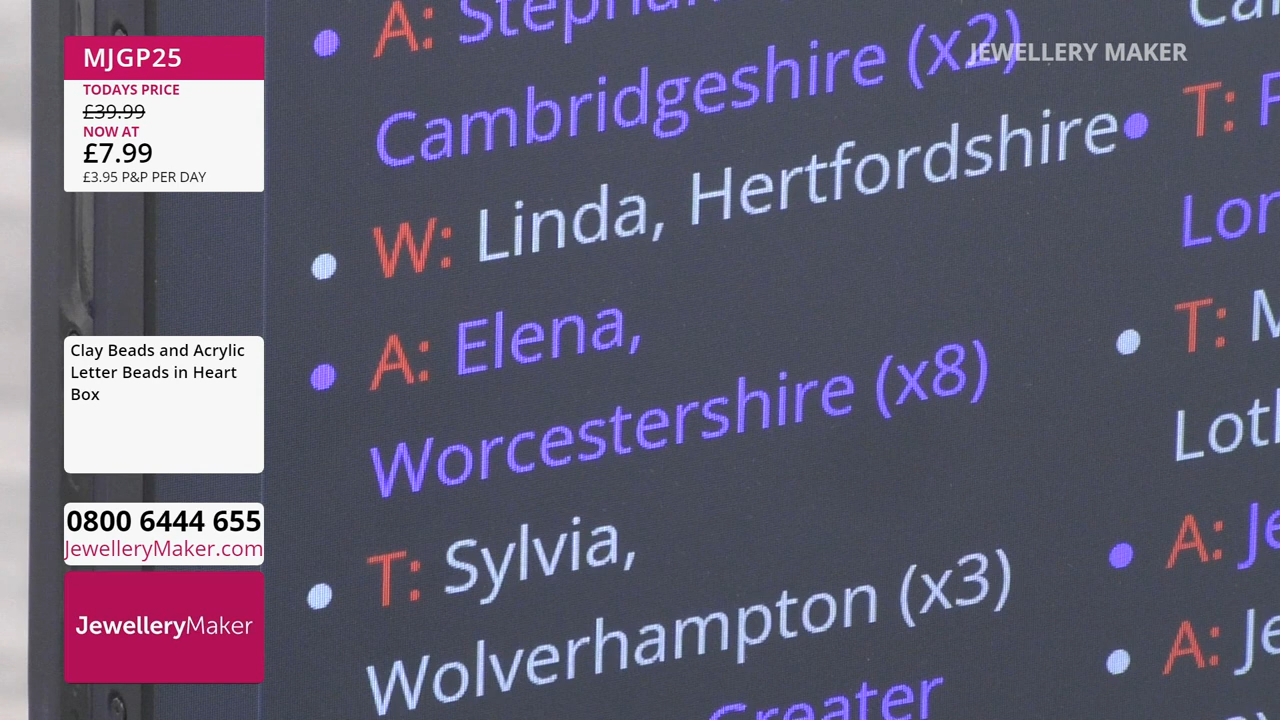 MJGP25
TODAYS PRICE
£39.99
NOW AT
£7.99
£3.95 P&P PER DAY
Clay Beads and Acrylic
Letter Beads in Heart
Box
0800 6444 655
JewelleryMaker.com
JewelleryMaker
JEWELLERY MAKER
A:
Cambridgeshire (x2)
W: Linda, Hertfordshire
A: Elena,
Worcestershire (x8)
T: Sylvia,
Wolverhampton (x3)
Greater
T:
T:
A:
A: